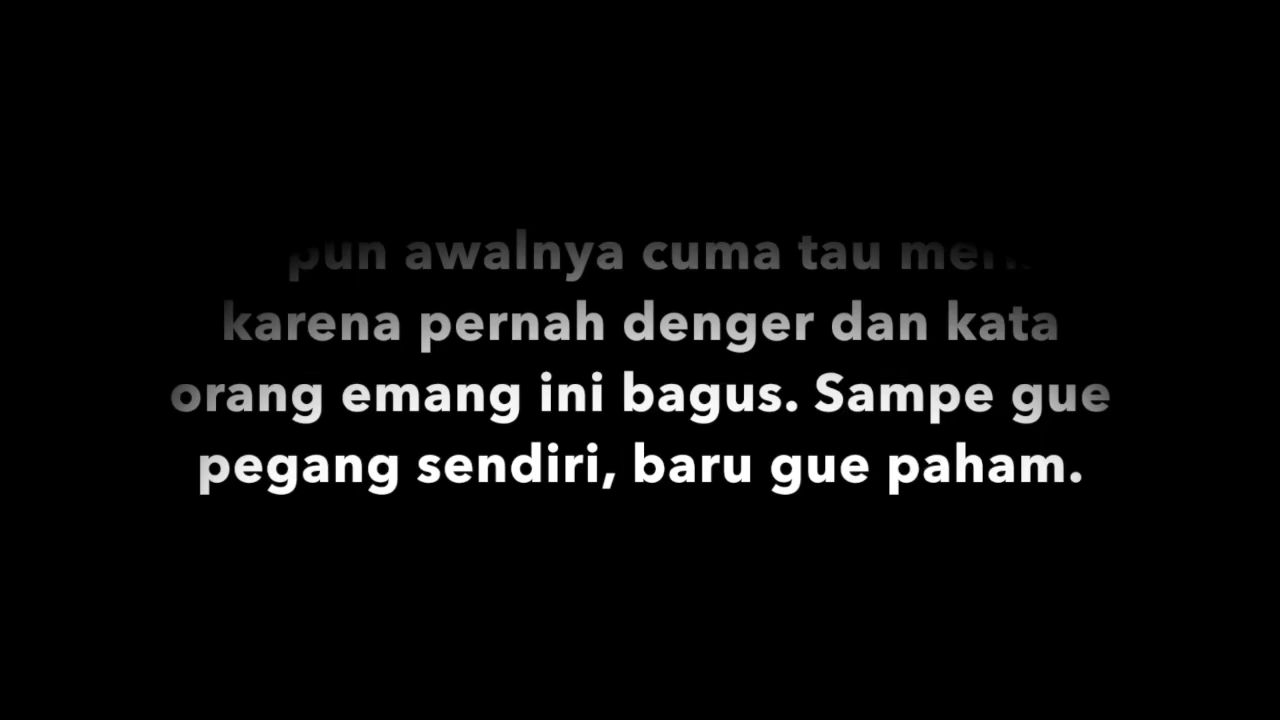 pun awalnya cuma tau
karena pernah denger dan kata
orang emang ini bagus. Sampe gue
pegang sendiri, baru gue paham.